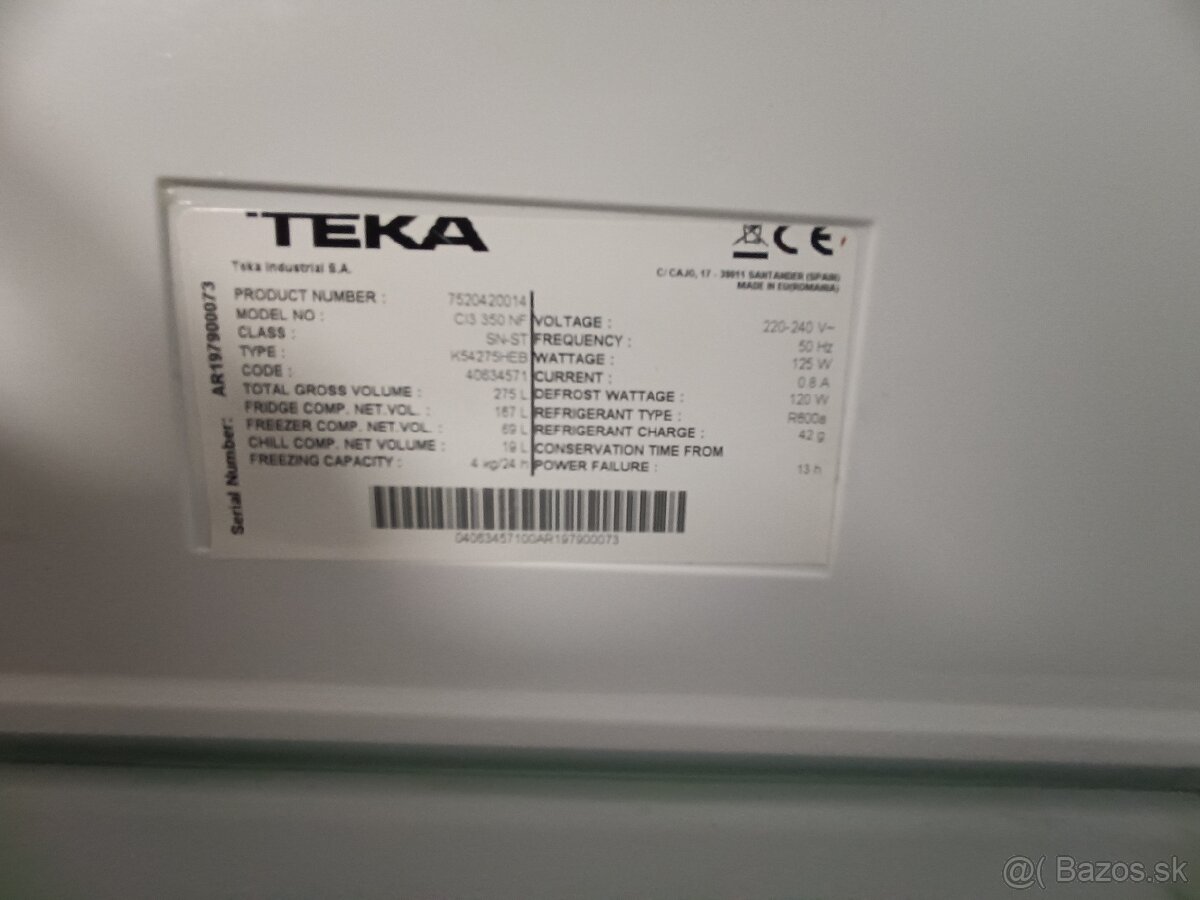 TEKA
CE
Teka Industrial S.A.
C/ CAJO, 17 - 39011 SANTANDER (SPAIN)
MADE IN EU(ROMANIA)
Serial Number: AR197900073
PRODUCT NUMBER : 7520420014
MODEL NO : CI3 350 NF
CLASS : SN-ST
TYPE : K54275HEB
CODE : 40634571
TOTAL GROSS VOLUME : 275 L
FRIDGE COMP. NET.VOL. : 187 L
FREEZER COMP. NET.VOL. : 69 L
CHILL COMP. NET VOLUME : 19 L
FREEZING CAPACITY : 4 kg/24 h
VOLTAGE : 220-240 V~
FREQUENCY : 50 Hz
WATTAGE : 125 W
CURRENT : 0.8 A
DEFROST WATTAGE : 120 W
REFRIGERANT TYPE : R600a
REFRIGERANT CHARGE : 42 g
CONSERVATION TIME FROM
POWER FAILURE : 13 h
04063457100AR197900073
@( Bazos.sk